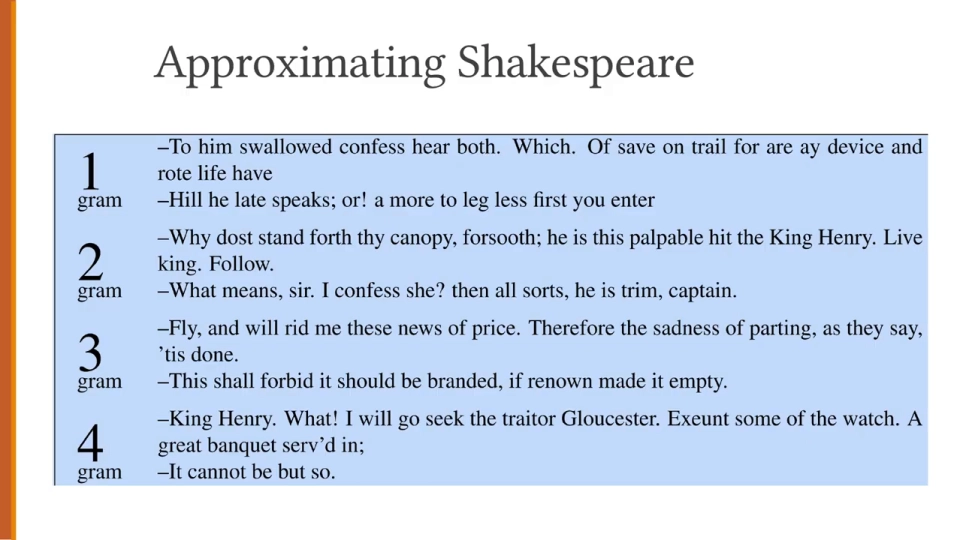 Approximating Shakespeare
1
gram
–To him swallowed confess hear both. Which. Of save on trail for are ay device and
rote life have
–Hill he late speaks; or! a more to leg less first you enter
2
gram
–Why dost stand forth thy canopy, forsooth; he is this palpable hit the King Henry. Live
king. Follow.
–What means, sir. I confess she? then all sorts, he is trim, captain.
3
gram
–Fly, and will rid me these news of price. Therefore the sadness of parting, as they say,
’tis done.
–This shall forbid it should be branded, if renown made it empty.
4
gram
–King Henry. What! I will go seek the traitor Gloucester. Exeunt some of the watch. A
great banquet serv’d in;
–It cannot be but so.